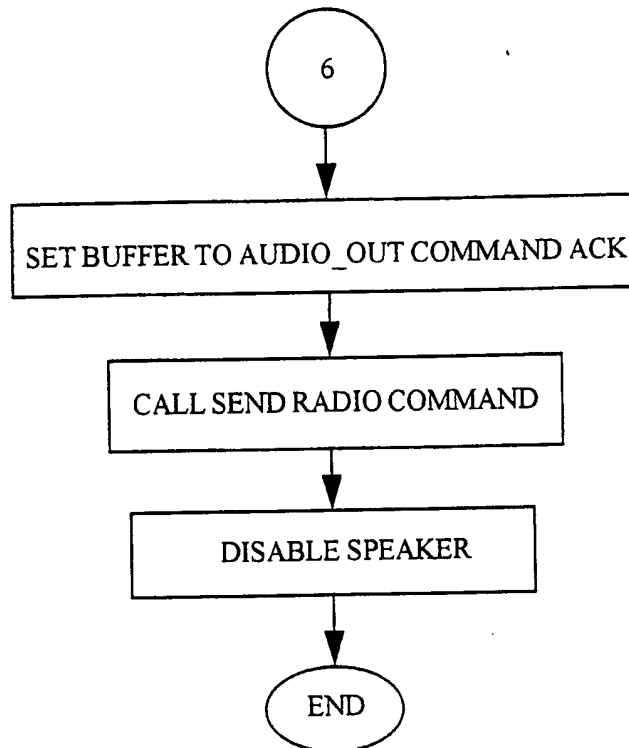 6
SET BUFFER TO AUDIO_OUT COMMAND ACK
CALL SEND RADIO COMMAND
DISABLE SPEAKER
END